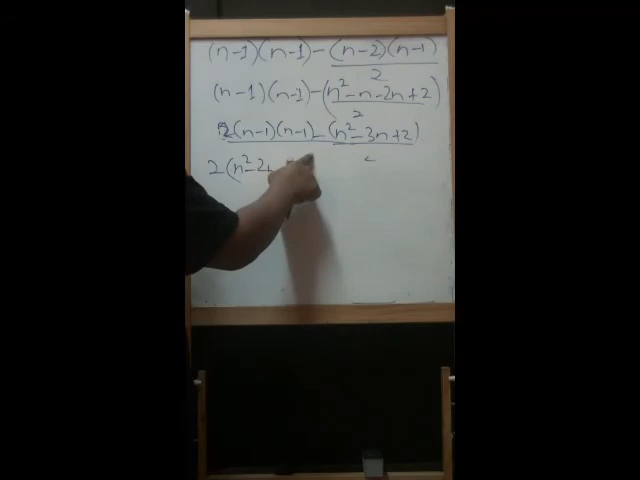 (n-1)(n-1) - (n-2)(n-1) / 2
(n-1)(n-1) - (n²-n-2n+2) / 2
2(n-1)(n-1) - (n²-3n+2) / 2
2(n²-2